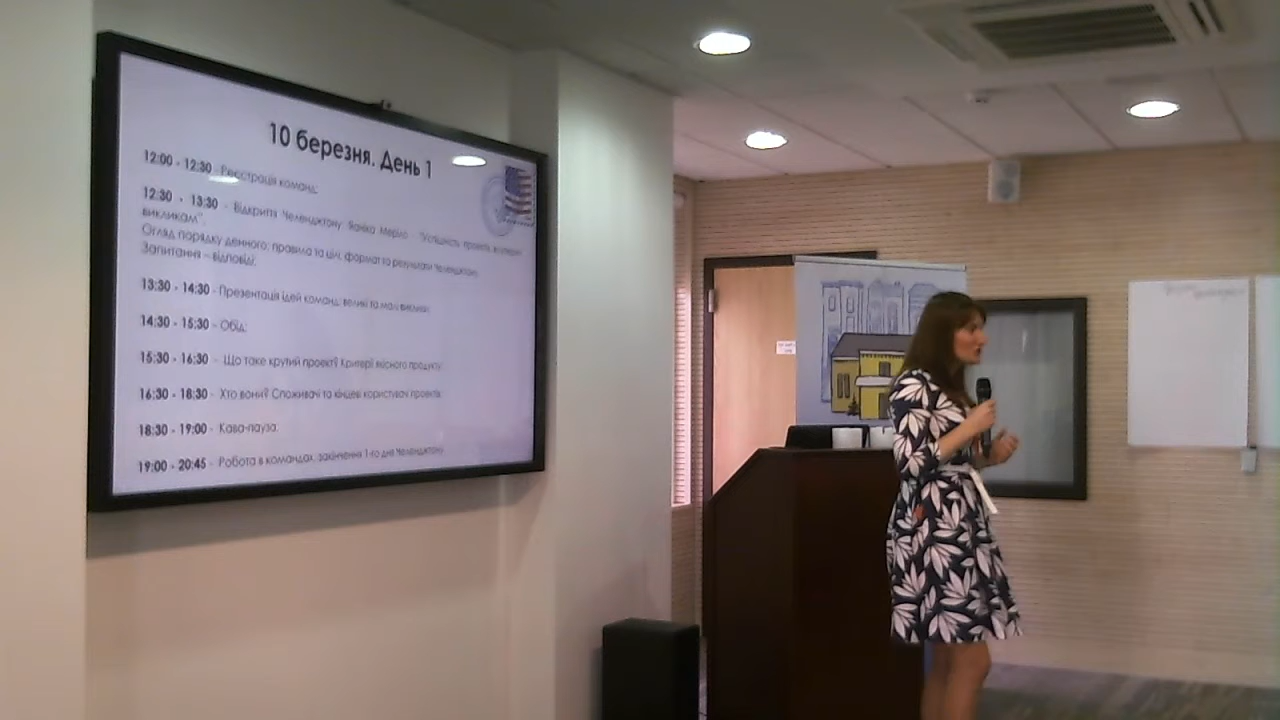 10 березня. День 1
12:00 - 12:30 - Реєстрація команд;
12:30 - 13:30 - Відкриття Челенджтону. "Успішність проектів
викликам".
Огляд порядку денного: правила та цілі, формат та результати Челенджтону.
Запитання – відповіді;
13:30 - 14:30 - Презентація ідей команд: великі та малі виклики;
14:30 - 15:30 - Обід;
15:30 - 16:30 - Що таке крутий проект? Критерії якісного продукту;
16:30 - 18:30 - Хто вони? Споживачі та кінцеві користувачі проектів;
18:30 - 19:00 - Кава-пауза;
19:00 - 20:45 - Робота в командах, закінчення 1-го дня Челенджтону